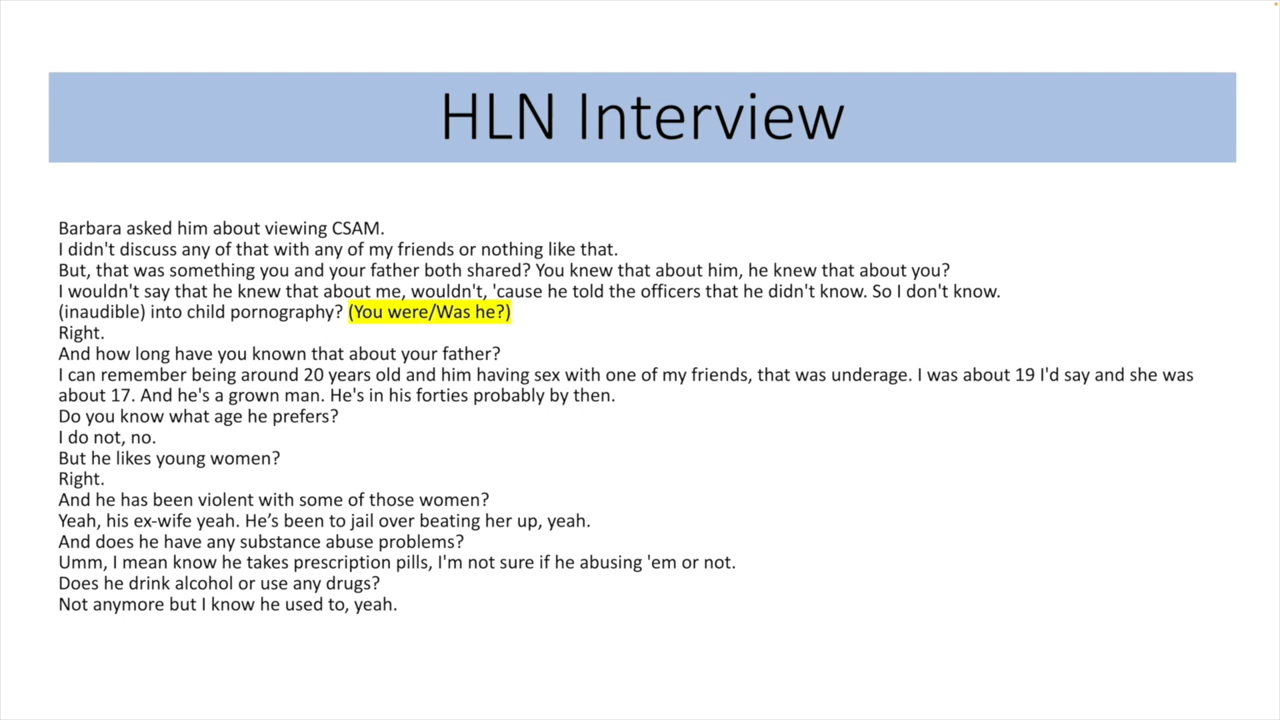 HLN Interview
Barbara asked him about viewing CSAM.
I didn't discuss any of that with any of my friends or nothing like that.
But, that was something you and your father both shared? You knew that about him, he knew that about you?
I wouldn't say that he knew that about me, wouldn't, 'cause he told the officers that he didn't know. So I don't know.
(inaudible) into child pornography? (You were/Was he?)
Right.
And how long have you known that about your father?
I can remember being around 20 years old and him having sex with one of my friends, that was underage. I was about 19 I'd say and she was
about 17. And he's a grown man. He's in his forties probably by then.
Do you know what age he prefers?
I do not, no.
But he likes young women?
Right.
And he has been violent with some of those women?
Yeah, his ex-wife yeah. He’s been to jail over beating her up, yeah.
And does he have any substance abuse problems?
Umm, I mean know he takes prescription pills, I'm not sure if he abusing 'em or not.
Does he drink alcohol or use any drugs?
Not anymore but I know he used to, yeah.